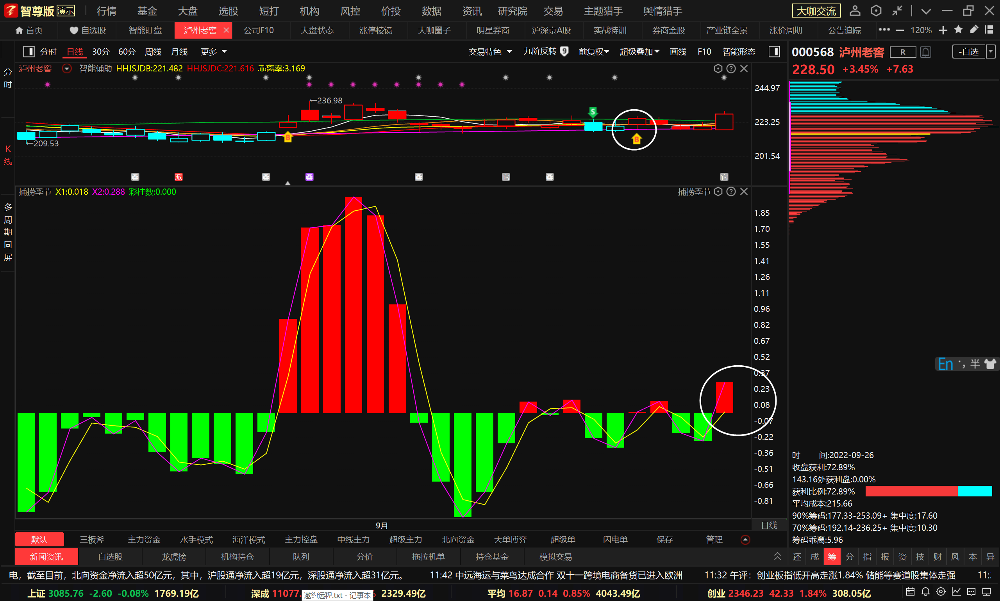 智尊版 演示 行情 基金 大盘 选股 短打 机构 风控 价投 数据 资讯 研究院 交易 主题猎手 舆情猎手 大咖交流
首页 自选股 智能盯盘 泸州老窖 公司F10 大盘状态 涨停棱镜 大咖圈子 明星券商 沪深京A股 实战特训 券商金股 产业链全景 涨价周期 公告追踪 120%
分时 日线 30分 60分 周线 月线 更多 交易特色 九阶反转 9 前复权 超级叠加 画线 F10 智能形态
000568 泸州老窖 R -自选
228.50 +3.45% +7.63
泸州老窖 智能辅助 HHJSJDB:221.482 HHJSJDC:221.616 乖离率:3.169
分时
K线
多周期同屏
244.97
223.25
201.54
←236.98
←209.53
S
B
B
叠 派 叠 叠 叠 它 叠 它
捕捞季节 X1:0.018 X2:0.288 彩柱数:0.000
捕捞季节
1.85
1.70
1.55
1.41
1.26
1.11
0.96
0.82
0.67
0.52
0.37
0.23
0.08
-0.07
-0.22
-0.36
-0.51
-0.66
-0.81
9月 日线
En 半
时 间:2022-09-26
收盘获利:72.89%
143.16处获利盘:0.00%
获利比例:72.89%
平均成本:215.66
90%筹码:177.33-253.09+ 集中度:17.60
70%筹码:192.14-236.25+ 集中度:10.30
筹码乖离:5.96
默认 三板斧 主力资金 水手模式 海洋模式 主力控盘 中线主力 超级主力 北向资金 大单博弈 超级单 闪电单 保存 管理
新闻资讯 自选股 龙虎榜 机构持仓 队列 分价 拖拉机单 持仓基金 模拟交易
还 成 筹 分 指 报 资 技 财 风 本 异
电，截至目前，北向资金净流入超50亿元，其中，沪股通净流入超19亿元，深股通净流入超31亿元。 11:42 中远海运与菜鸟达成合作 双十一跨境电商备货已进入欧洲 11:32 午评：创业板指低开高走涨1.84% 储能等赛道股集体走强 11:
上证 3085.76 -2.60 -0.08% 1769.19亿 深成 11077. 2329.49亿 平均 16.87 0.14 0.85% 4043.49亿 创业 2346.23 42.33 1.84% 308.05亿
邀约远程.txt - 记事本